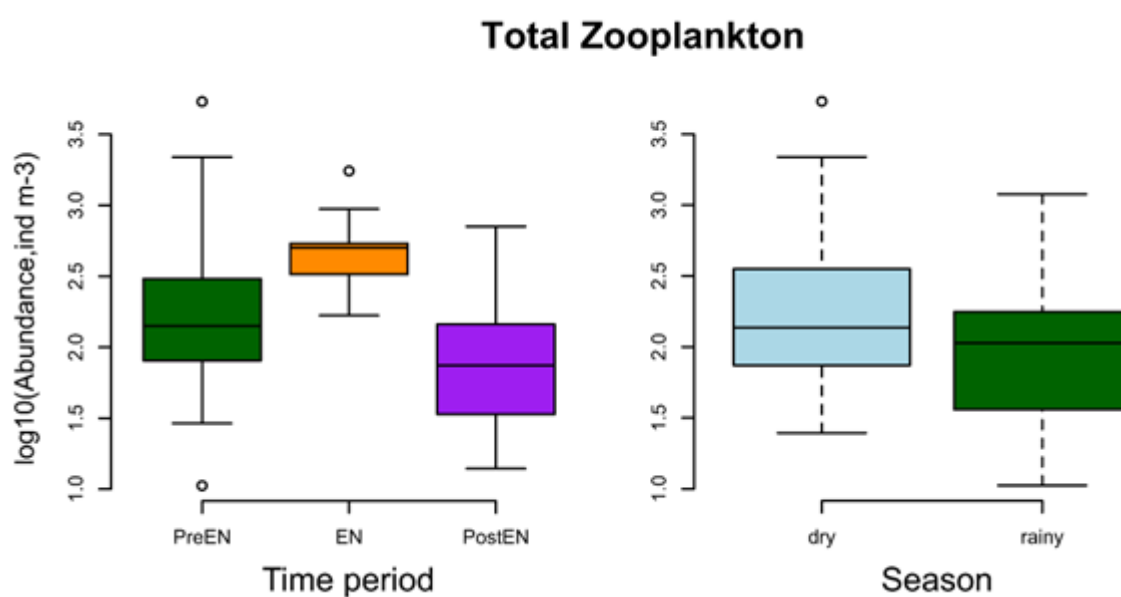 Total Zooplankton
log10(Abundance,ind m-3)
3.5
3.0
2.5
2.0
1.5
1.0
PreEN EN PostEN
Time period
3.5
3.0
2.5
2.0
1.5
1.0
dry rainy
Season